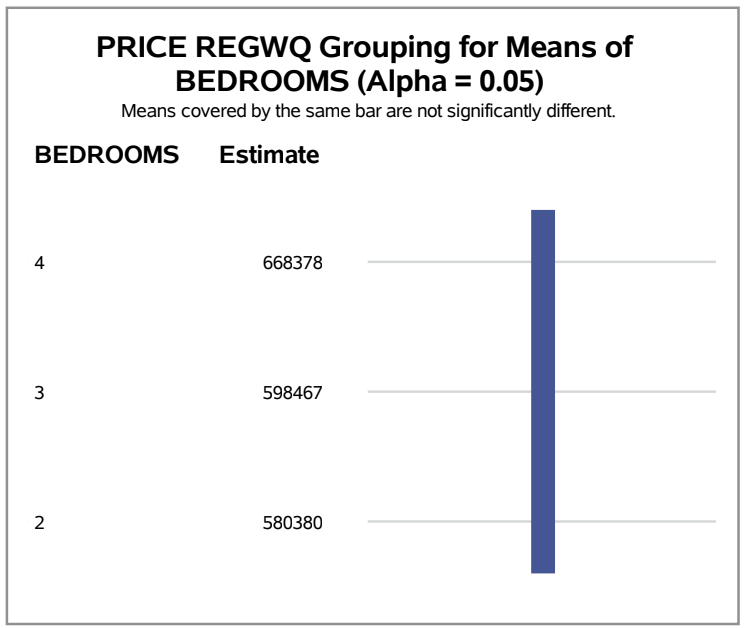 PRICE REGWQ Grouping for Means of
BEDROOMS (Alpha = 0.05)
Means covered by the same bar are not significantly different.
BEDROOMS Estimate
4 668378
3 598467
2 580380